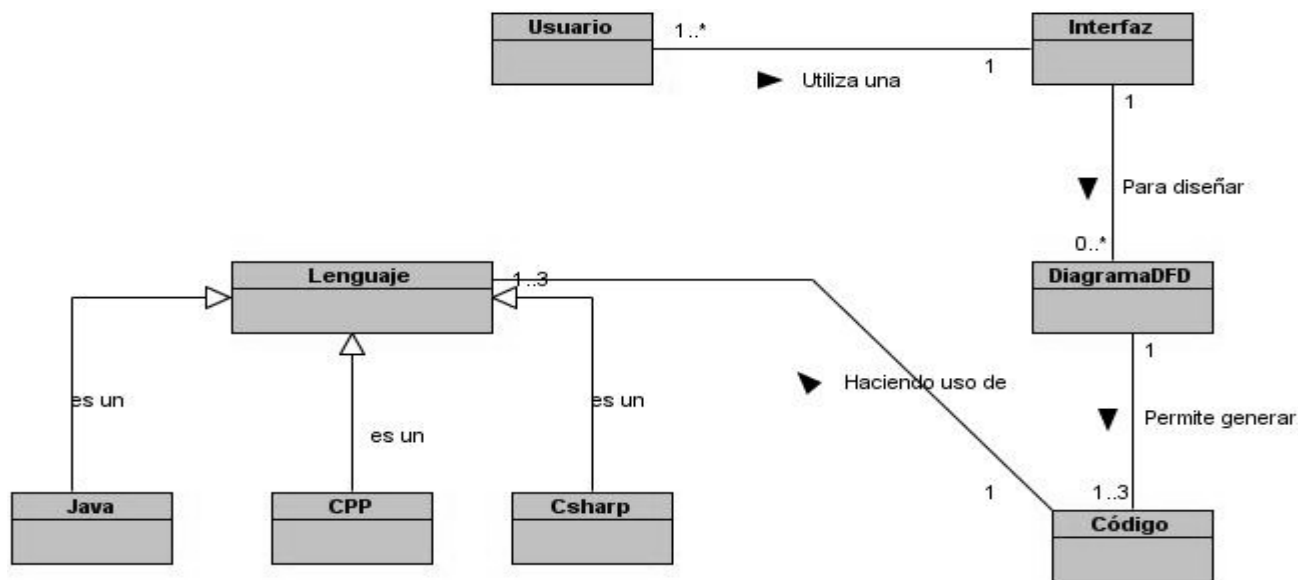 Usuario
1..*
Interfaz
1
Utiliza una
1
Para diseñar
0..*
Lenguaje
1..3
DiagramaDFD
1
Haciendo uso de
es un
es un
Permite generar
es un
1
1..3
Java
CPP
Csharp
Código